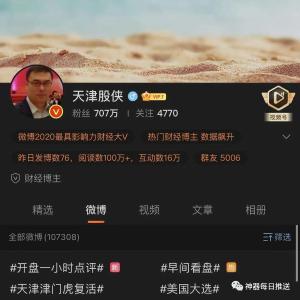 天津股侠 VIP7
粉丝 707万 | 关注 4770
视频号
微博2020最具影响力财经大V 热门财经博主 数据飙升
昨日发博数76，阅读数100万+，互动数16万 群友 5006
财经博主
精选 微博 视频 文章 相册
全部微博(107308) 筛选
#开盘一小时点评# #早间看盘#
#天津津门虎复活# #美国大选#
神器每日推送